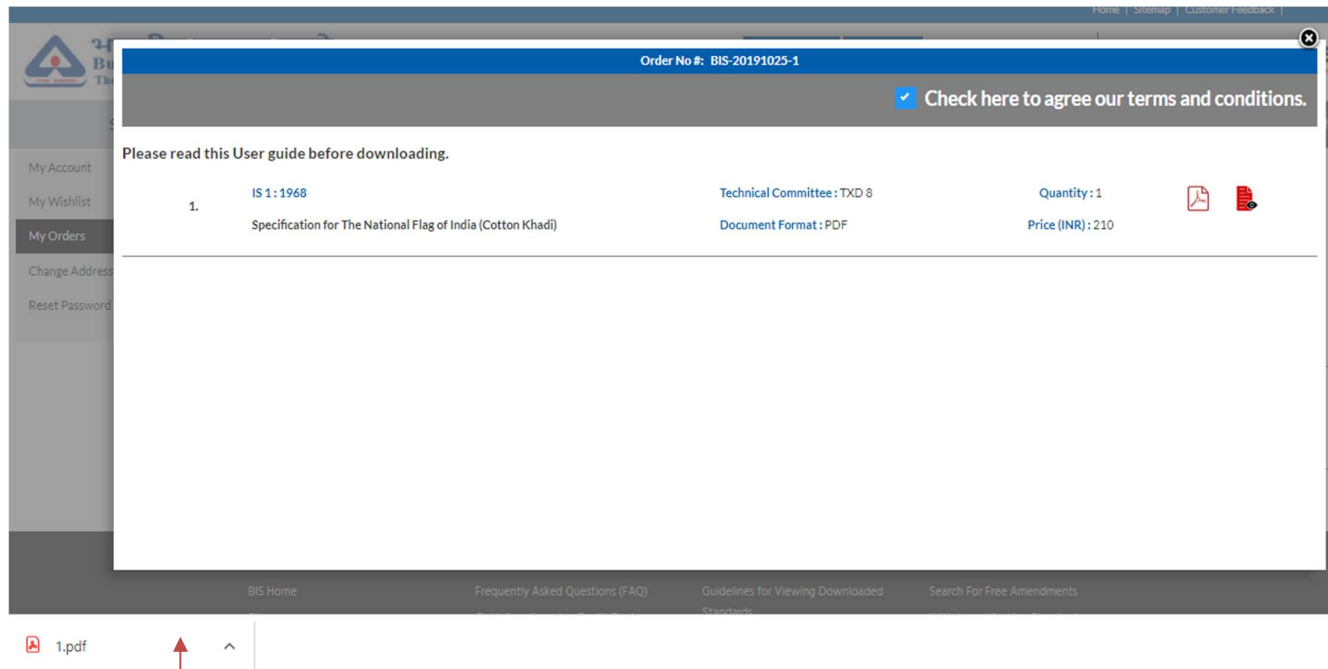 Home | Sitemap | Customer Feedback |
Order No #: BIS-20191025-1
Check here to agree our terms and conditions.
Please read this User guide before downloading.
My Account
My Wishlist
My Orders
Change Address
Reset Password
1.
IS 1 : 1968
Technical Committee : TXD 8
Quantity : 1
Specification for The National Flag of India (Cotton Khadi)
Document Format : PDF
Price (INR) : 210
BIS Home
Frequently Asked Questions (FAQ)
Guidelines for Viewing Downloaded
Standards
Search For Free Amendments
1.pdf